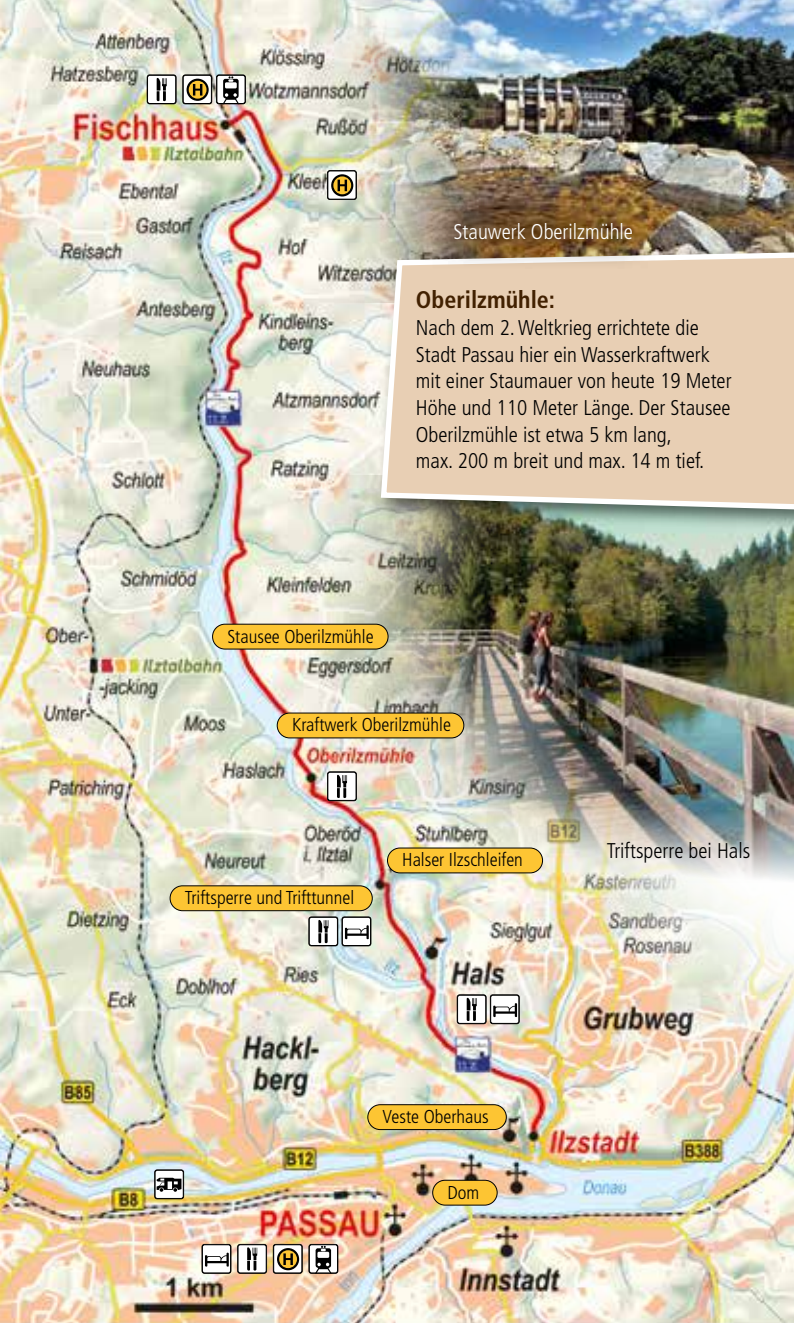 Attenberg
Klössing
Hötzdorf
Hatzesberg
H
Wotzmannsdorf
Fischhaus
Rußöd
Ilztalbahn
H
Ebental
Gastorf
Stauwerk Oberilzmühle
Reisach
Hof
Witzersdo
Oberilzmühle:
Nach dem 2. Weltkrieg errichtete die
Stadt Passau hier ein Wasserkraftwerk
mit einer Staumauer von heute 19 Meter
Höhe und 110 Meter Länge. Der Stausee
Oberilzmühle ist etwa 5 km lang,
max. 200 m breit und max. 14 m tief.
Antesberg
Kindleins-
berg
Neuhaus
Atzmannsdorf
Ratzing
Schlott
Leitzing
Schmidöd
Kleinfelden
Stausee Oberilzmühle
Ober-
Ilztalbahn
Eggersdorf
-jacking
Unter-
Limbach
Moos
Kraftwerk Oberilzmühle
Oberilzmühle
Haslach
Patriching
Kinsing
Oberöd
i. Ilztal
Stuhlberg
B12
Triftsperre bei Hals
Neureut
Halser Ilzschleifen
Kastenreuth
Triftsperre und Trifttunnel
Dietzing
Sieglgut
Sandberg
Rosenau
Ries
Ilz
Hals
Doblhof
Eck
Grubweg
Hackl-
berg
B85
Veste Oberhaus
Ilzstadt
B388
B12
Dom
Donau
B8
PASSAU
H
Innstadt
1 km